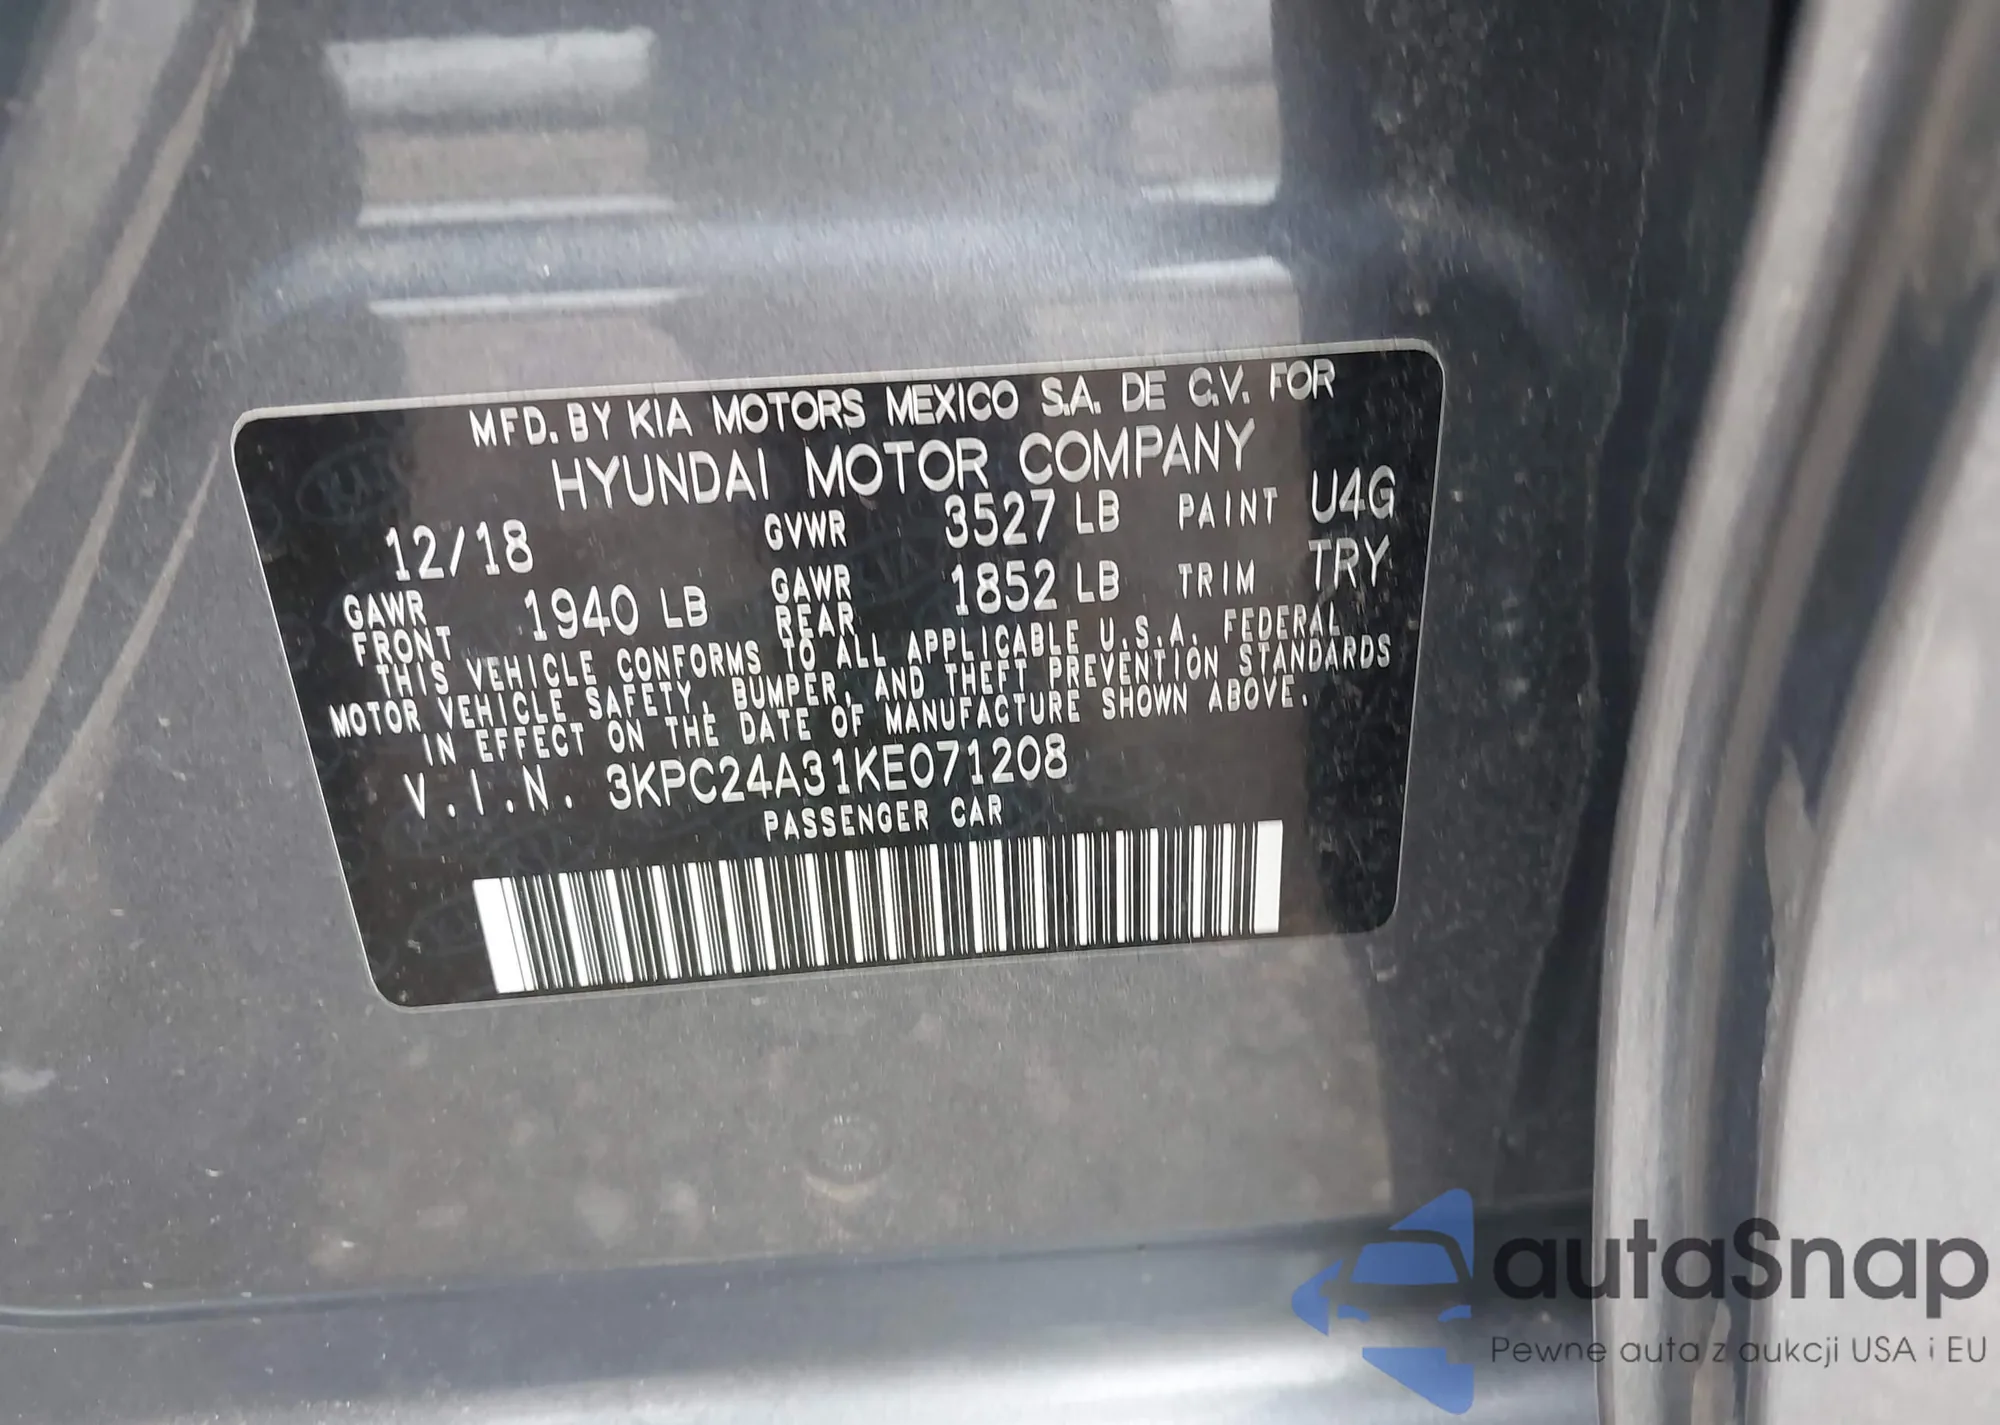 MFD. BY KIA MOTORS MEXICO S.A. DE C.V. FOR
HYUNDAI MOTOR COMPANY
12/18 GVWR 3527 LB PAINT U4G
GAWR FRONT 1940 LB GAWR REAR 1852 LB TRIM TRY
THIS VEHICLE CONFORMS TO ALL APPLICABLE U.S.A. FEDERAL
MOTOR VEHICLE SAFETY, BUMPER, AND THEFT PREVENTION STANDARDS
IN EFFECT ON THE DATE OF MANUFACTURE SHOWN ABOVE.
V.I.N. 3KPC24A31KE071208
PASSENGER CAR
autaSnap
Pewne auta z aukcji USA i EU